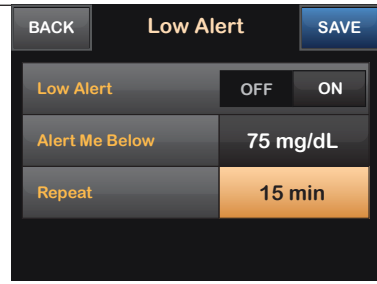 BACK Low Alert SAVE
Low Alert OFF ON
Alert Me Below 75 mg/dL
Repeat 15 min